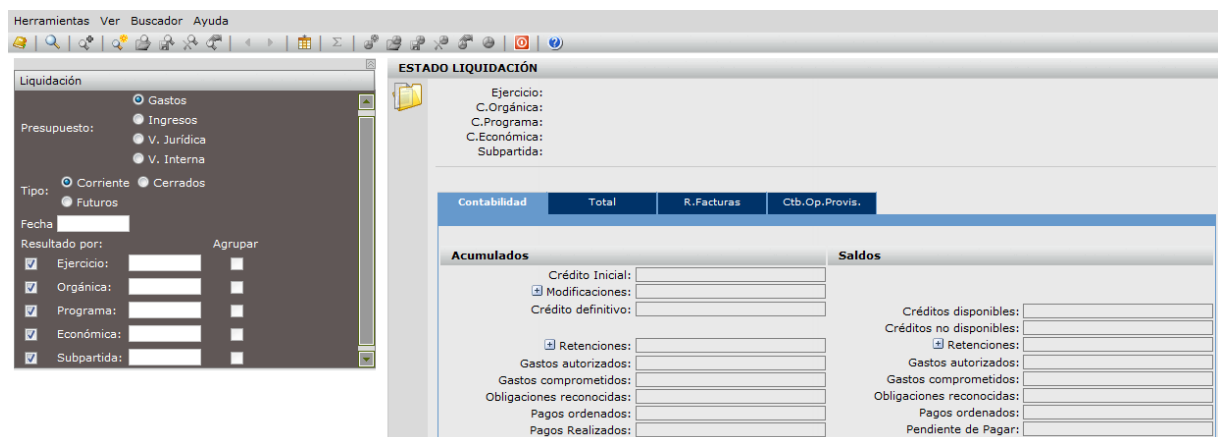 Herramientas Ver Buscador Ayuda
Liquidación
Presupuesto:
Gastos
Ingresos
V. Jurídica
V. Interna
Tipo:
Corriente Cerrados
Futuros
Fecha
Resultado por: Agrupar
Ejercicio:
Orgánica:
Programa:
Económica:
Subpartida:
ESTADO LIQUIDACIÓN
Ejercicio:
C.Orgánica:
C.Programa:
C.Económica:
Subpartida:
Contabilidad Total R.Facturas Ctb.Op.Provis.
Acumulados
Crédito Inicial:
Modificaciones:
Crédito definitivo:
Retenciones:
Gastos autorizados:
Gastos comprometidos:
Obligaciones reconocidas:
Pagos ordenados:
Pagos Realizados:
Saldos
Créditos disponibles:
Créditos no disponibles:
Retenciones:
Gastos autorizados:
Gastos comprometidos:
Obligaciones reconocidas:
Pagos ordenados:
Pendiente de Pagar: